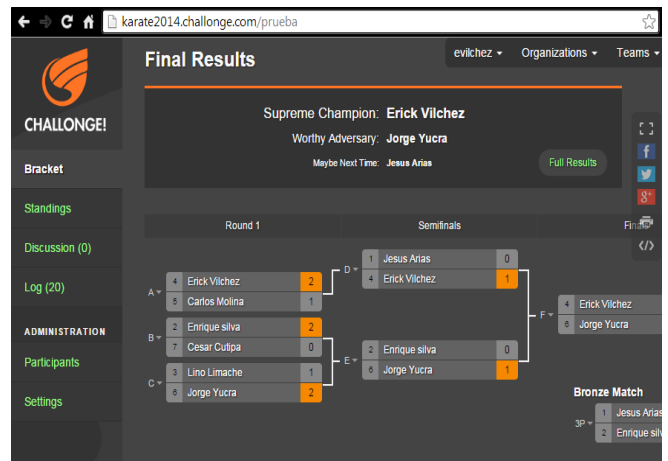 karate2014.challonge.com/prueba
Final Results
evilchez
Organizations
Teams
CHALLONGE!
Supreme Champion: Erick Vilchez
Worthy Adversary: Jorge Yucra
Maybe Next Time: Jesus Arias
Full Results
Bracket
Standings
Discussion (0)
Log (20)
ADMINISTRATION
Participants
Settings
Round 1
Semifinals
A
4 Erick Vilchez 2
5 Carlos Molina 1
B
2 Enrique silva 2
7 Cesar Cutipa 0
C
3 Lino Limache 1
6 Jorge Yucra 2
D
1 Jesus Arias 0
4 Erick Vilchez 1
E
2 Enrique silva 0
6 Jorge Yucra 1
F
4 Erick Vilchez
6 Jorge Yucra
Bronze Match
3P
1 Jesus Arias
2 Enrique silv